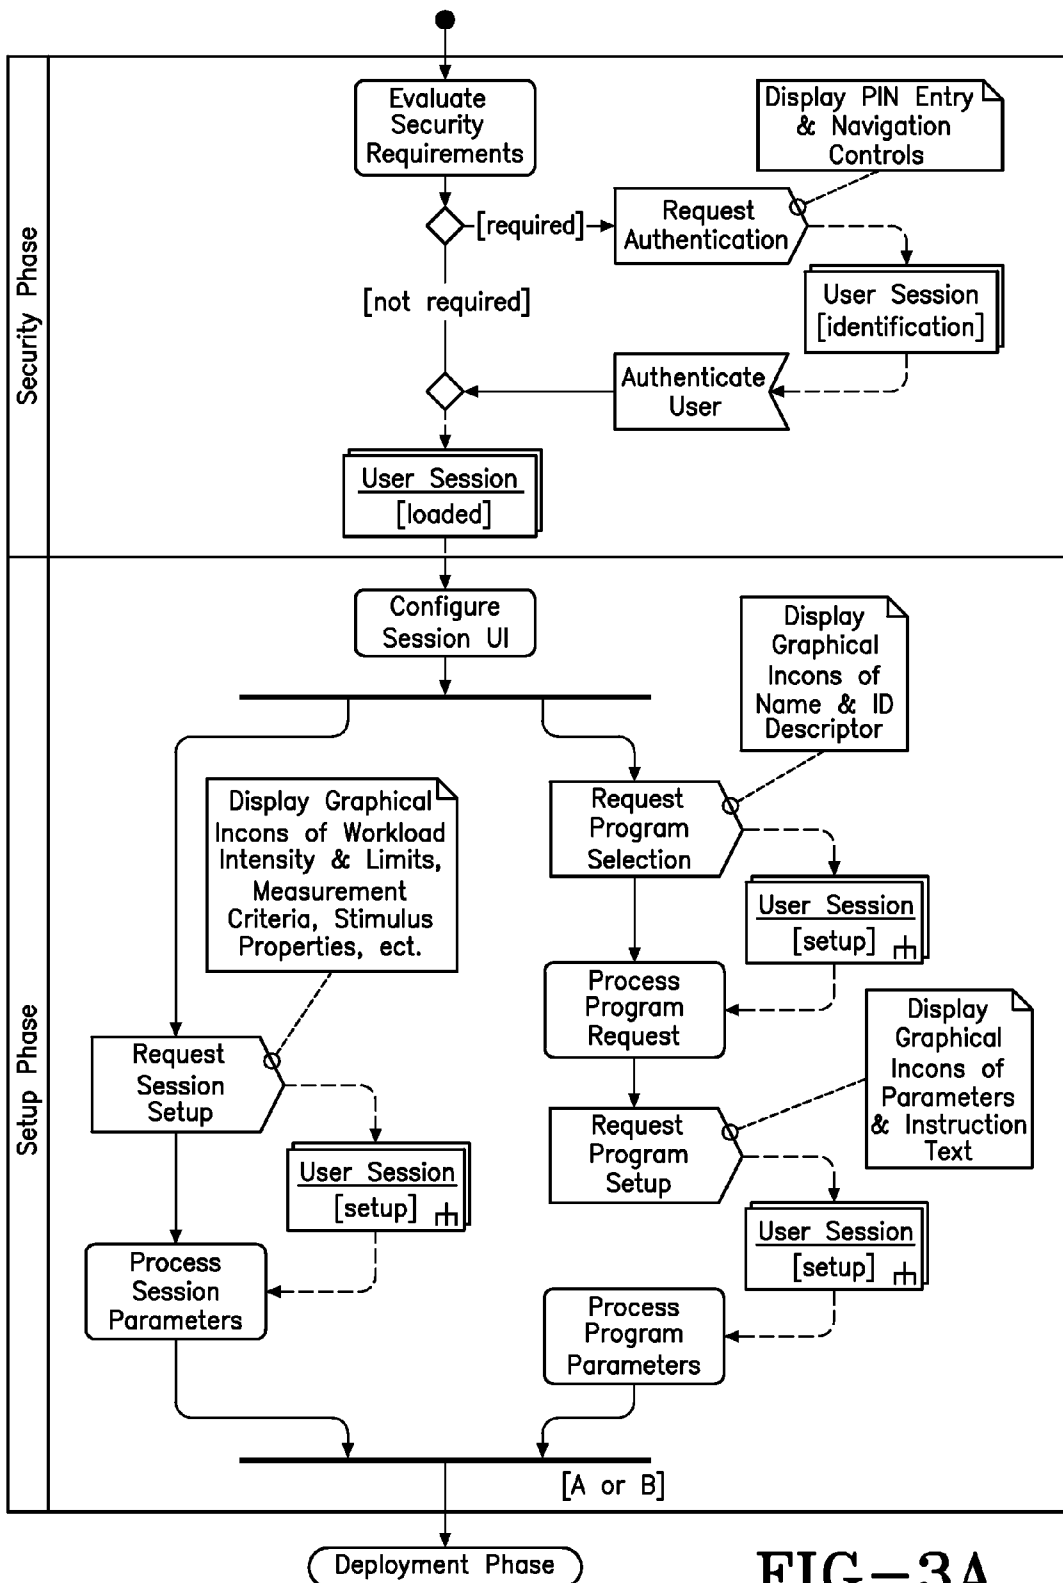 Security Phase
Evaluate
Security
Requirements
Display PIN Entry
& Navigation
Controls
[required]
Request
Authentication
[not required]
User Session
[identification]
Authenticate
User
User Session
[loaded]
Setup Phase
Configure
Session UI
Display
Graphical
Incons of
Name & ID
Descriptor
Display Graphical
Incons of Workload
Intensity & Limits,
Measurement
Criteria, Stimulus
Properties, ect.
Request
Program
Selection
User Session
[setup]
Process
Program
Request
Display
Graphical
Incons of
Parameters
& Instruction
Text
Request
Session
Setup
Request
Program
Setup
User Session
[setup]
User Session
[setup]
Process
Session
Parameters
Process
Program
Parameters
[A or B]
Deployment Phase
FIG-3A